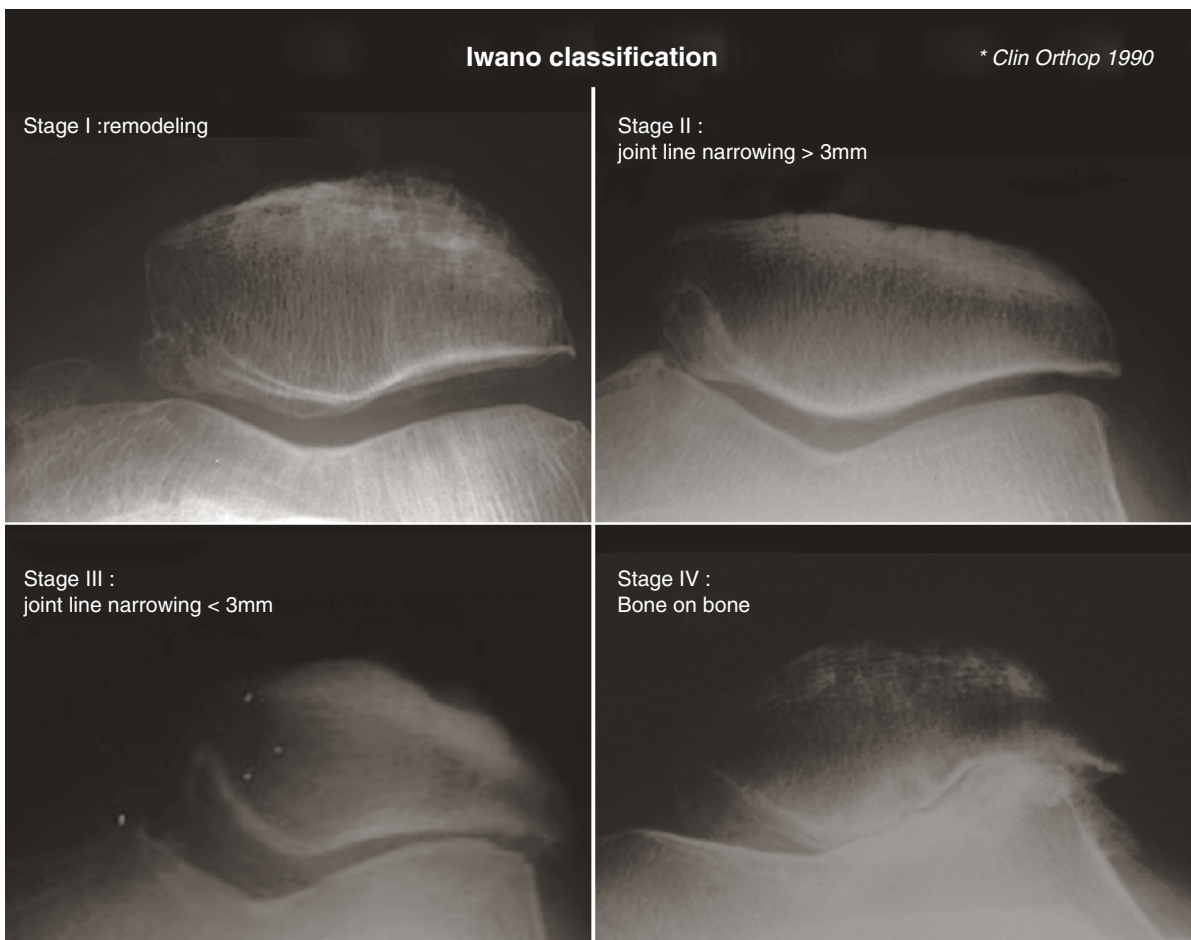 Iwano classification
* Clin Orthop 1990
Stage I :remodeling
Stage II :
joint line narrowing > 3mm
Stage III :
joint line narrowing < 3mm
Stage IV :
Bone on bone